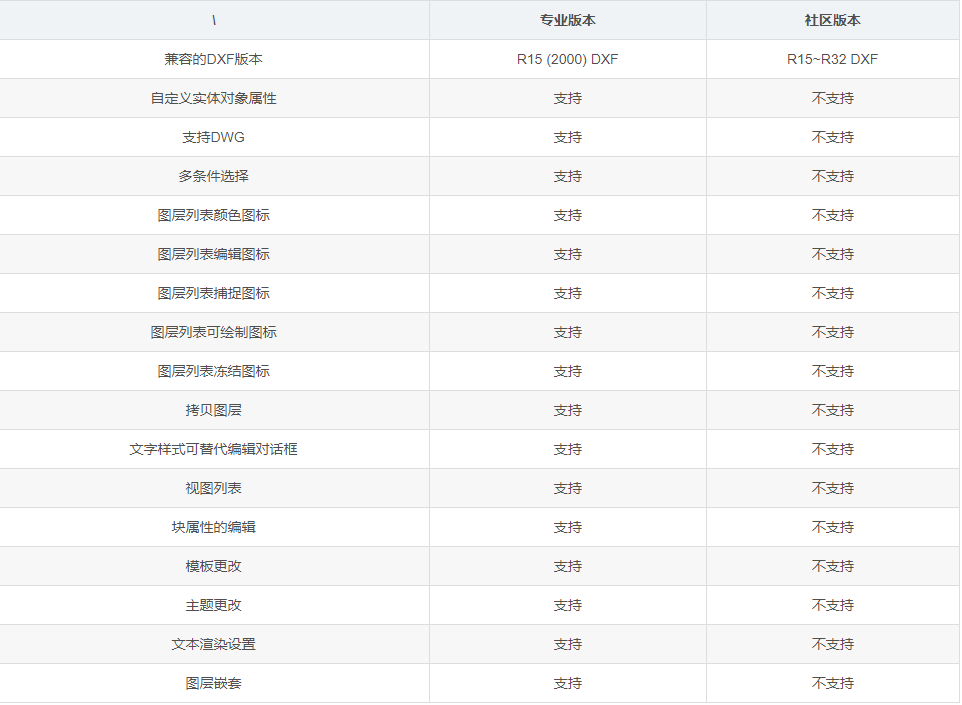 \ 专业版本 社区版本
兼容的DXF版本 R15 (2000) DXF R15~R32 DXF
自定义实体对象属性 支持 不支持
支持DWG 支持 不支持
多条件选择 支持 不支持
图层列表颜色图标 支持 不支持
图层列表编辑图标 支持 不支持
图层列表捕捉图标 支持 不支持
图层列表可绘制图标 支持 不支持
图层列表冻结图标 支持 不支持
拷贝图层 支持 不支持
文字样式可替代编辑对话框 支持 不支持
视图列表 支持 不支持
块属性的编辑 支持 不支持
模板更改 支持 不支持
主题更改 支持 不支持
文本渲染设置 支持 不支持
图层嵌套 支持 不支持